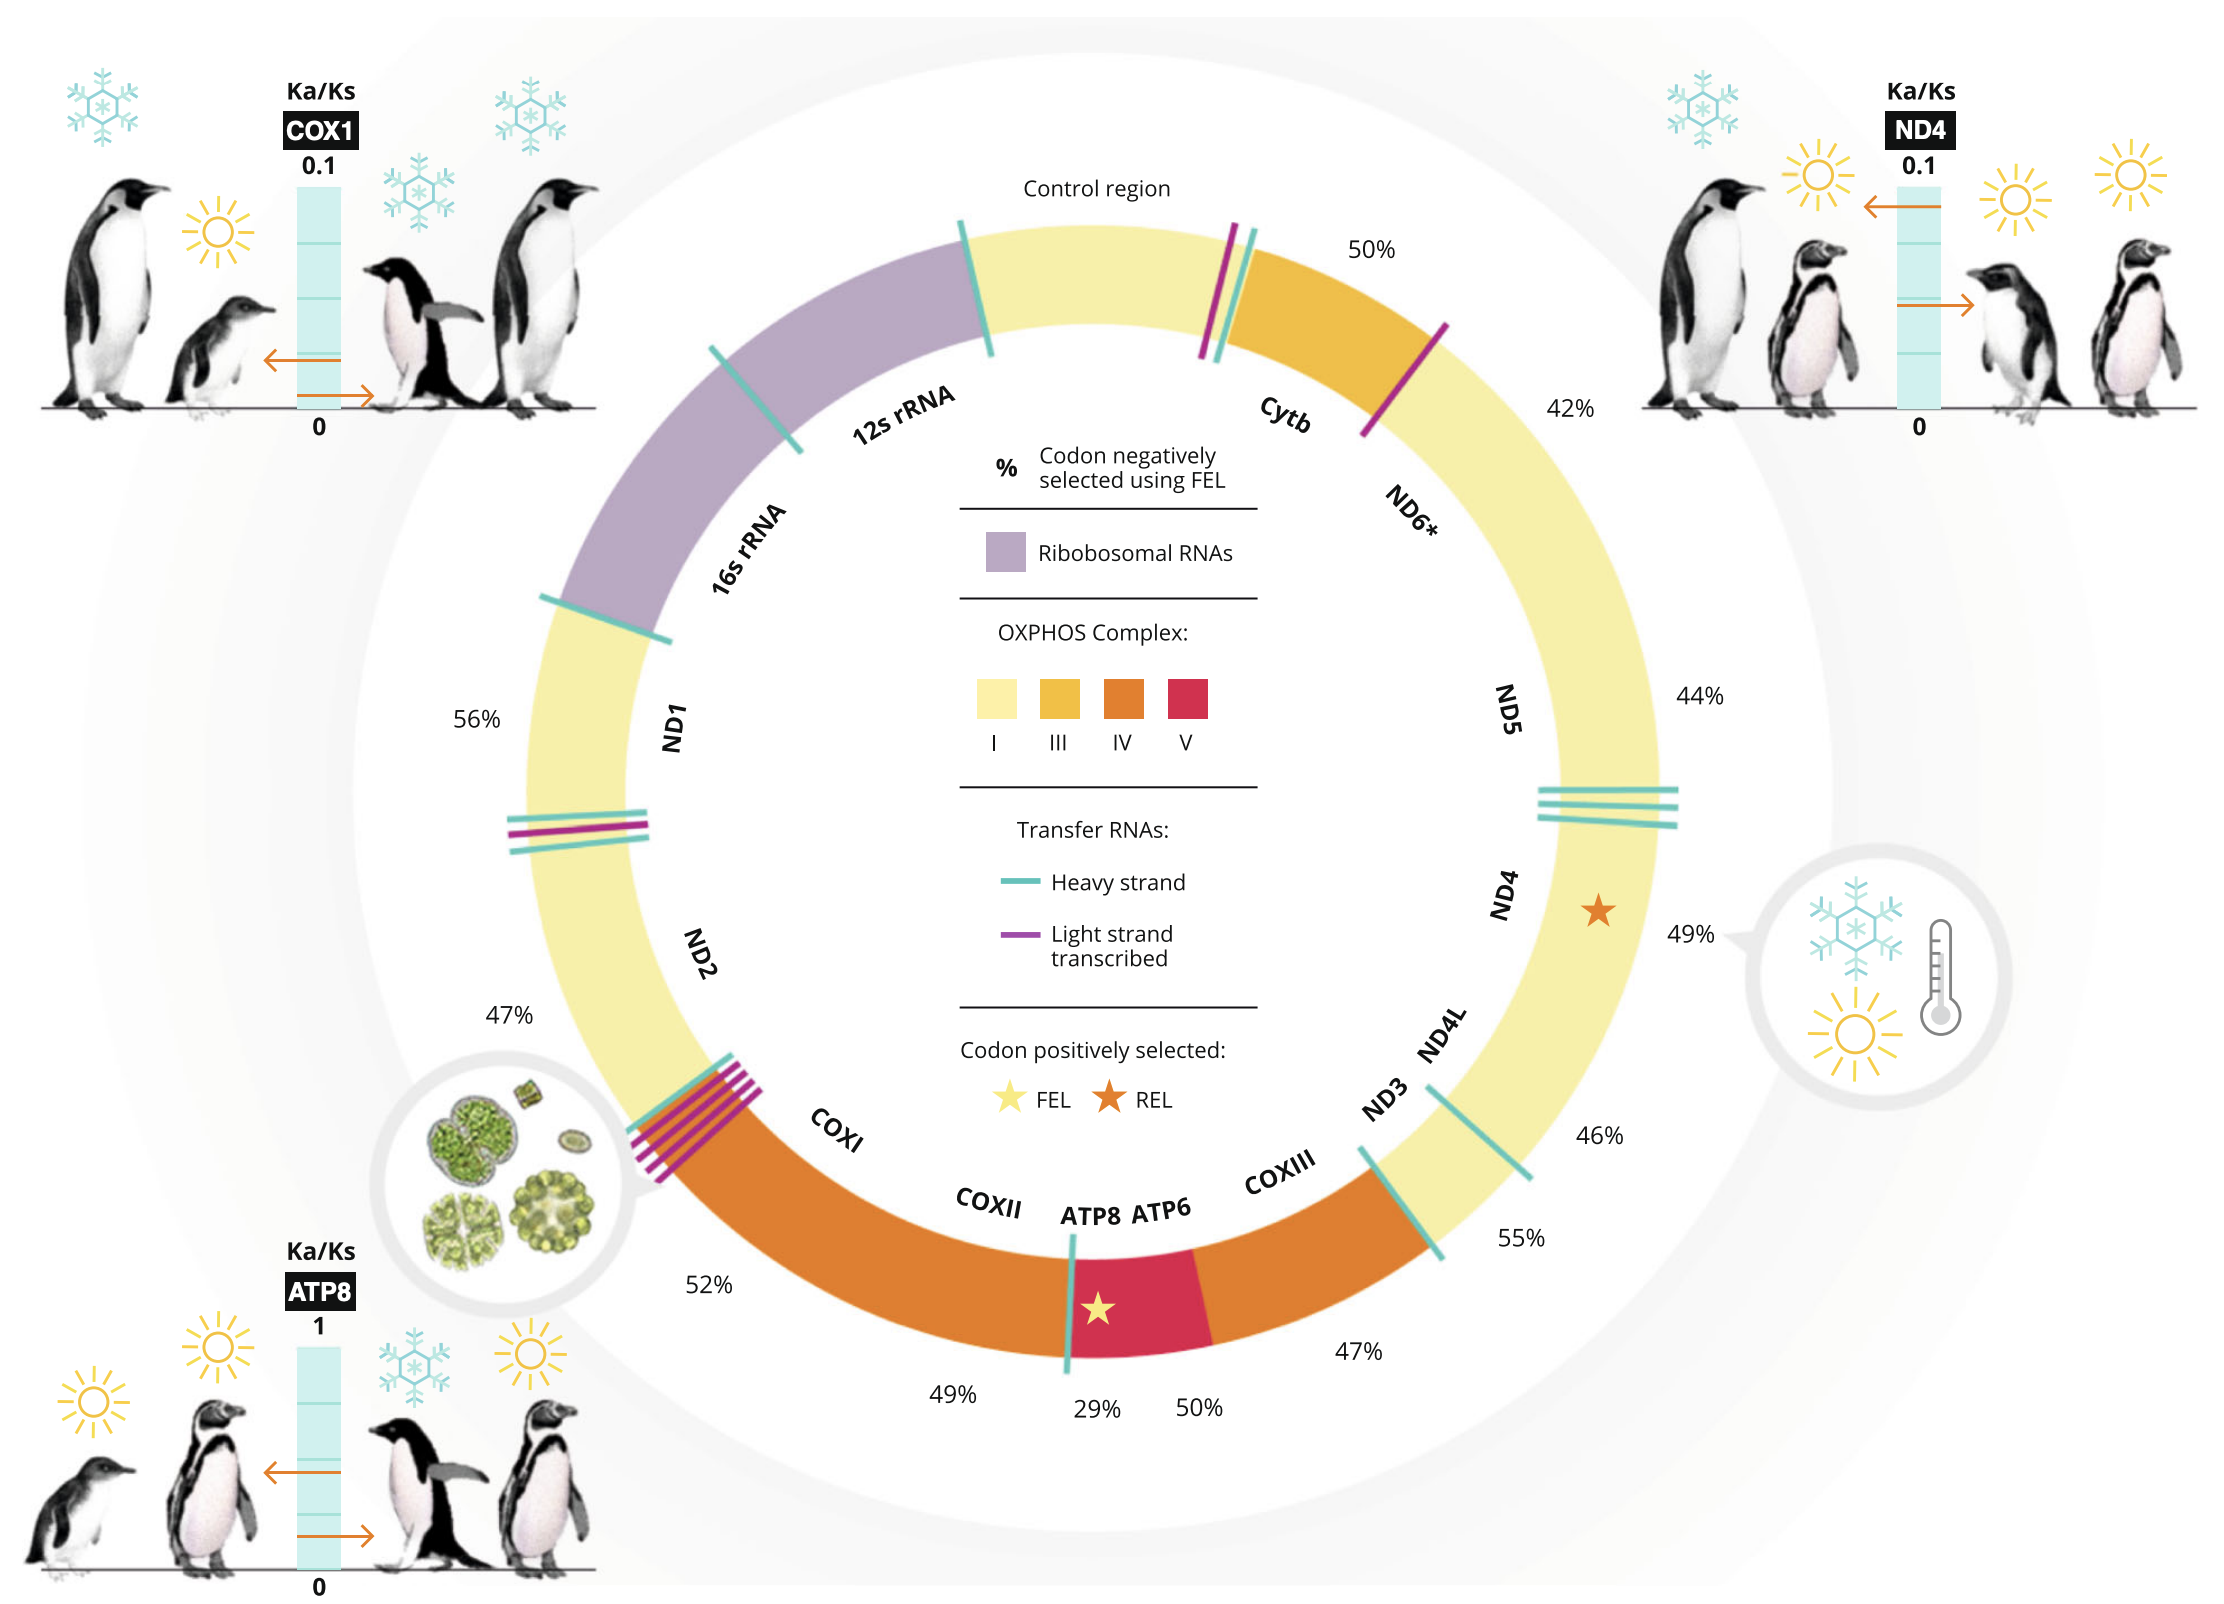 Ka/Ks
COX1
0.1
0
Ka/Ks
ND4
0.1
0
Control region
50%
42%
44%
49%
46%
55%
47%
50%
29%
49%
52%
47%
56%
12s rRNA
Cytb
ND6*
ND5
ND4
ND4L
ND3
COXIII
ATP6
ATP8
COXII
COXI
ND2
ND1
16s rRNA
% Codon negatively
selected using FEL
Ribobosomal RNAs
OXPHOS Complex:
I III IV V
Transfer RNAs:
Heavy strand
Light strand
transcribed
Codon positively selected:
FEL REL
Ka/Ks
ATP8
1
0